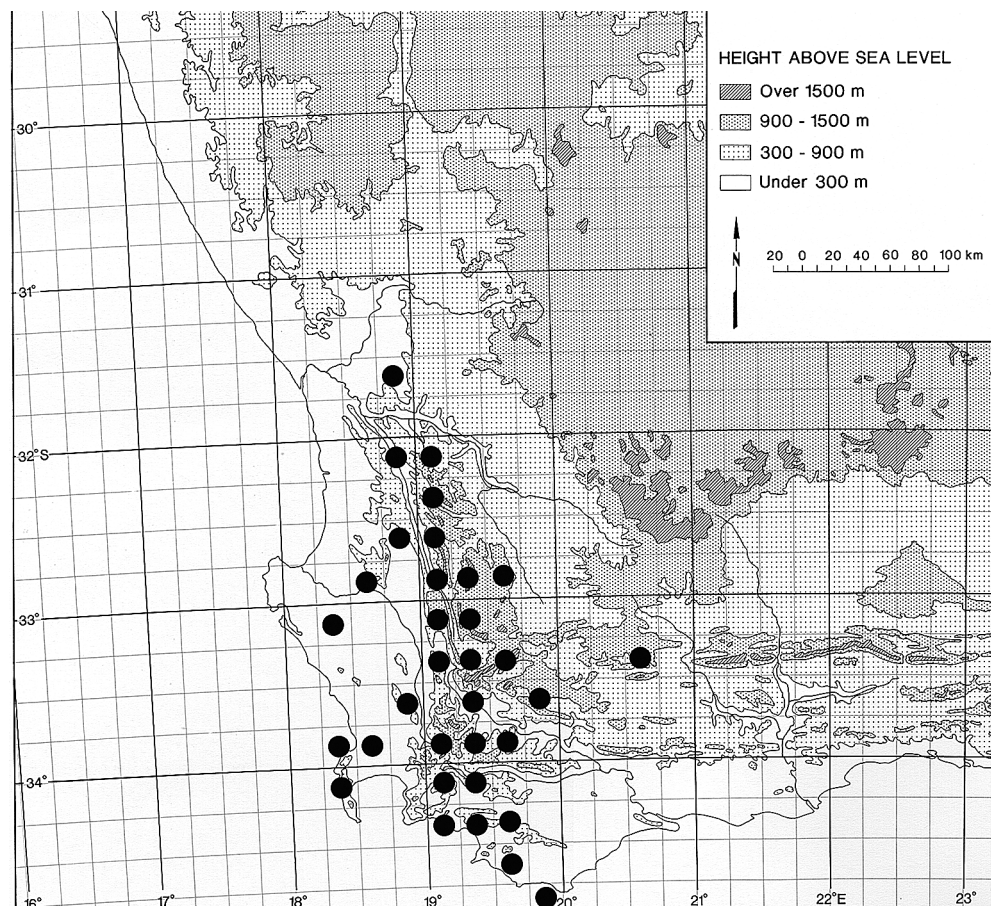 HEIGHT ABOVE SEA LEVEL
Over 1500 m
900 - 1500 m
300 - 900 m
Under 300 m
N
20 0 20 40 60 80 100 km
30°
31°
32°S
33°
34°
16° 17° 18° 19° 20° 21° 22°E 23°